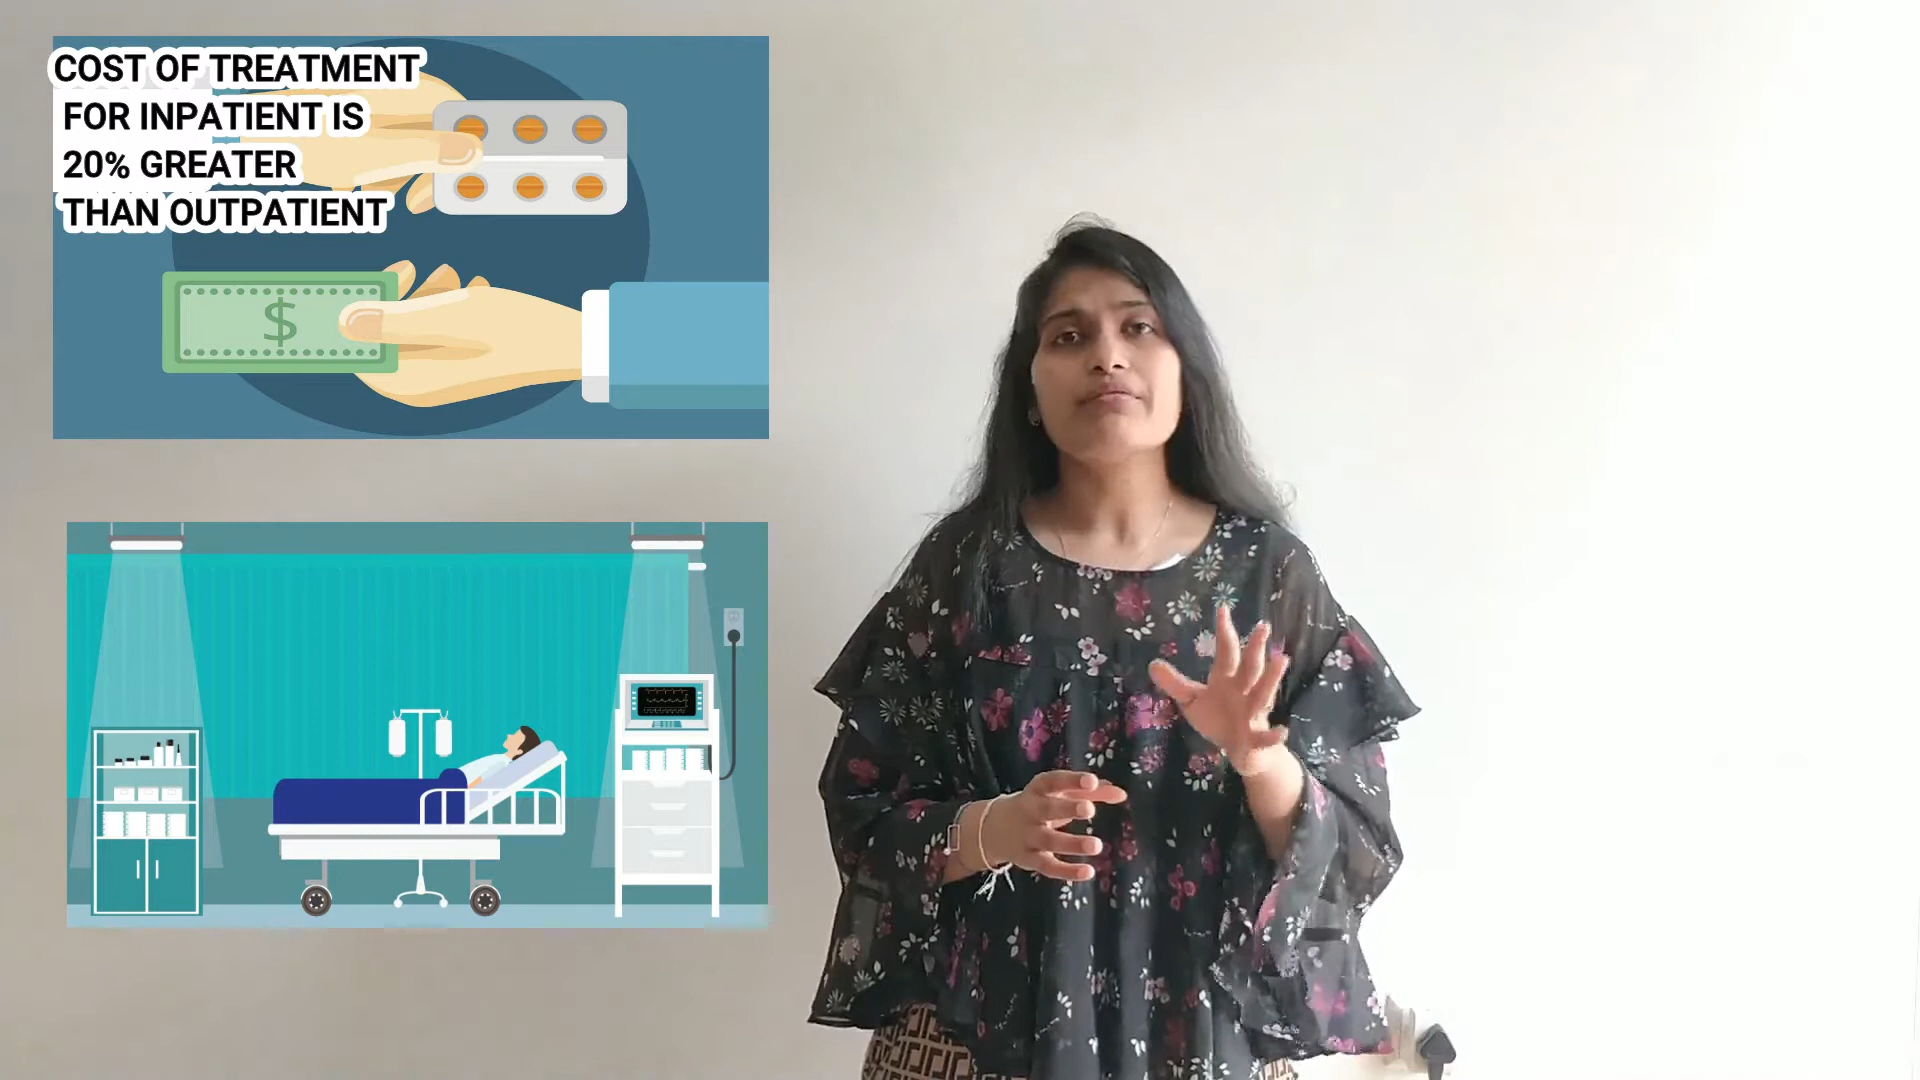 COST OF TREATMENT
FOR INPATIENT IS
20% GREATER
THAN OUTPATIENT
$